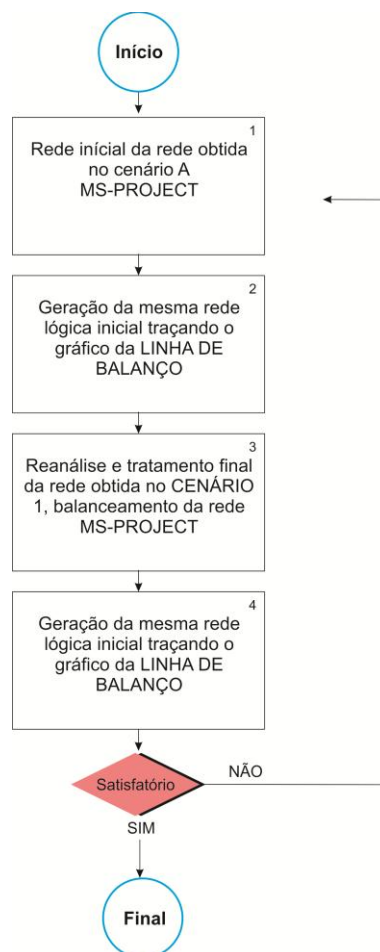 Início
1
Rede inícial da rede obtida
no cenário A
MS-PROJECT
2
Geração da mesma rede
lógica inicial traçando o
gráfico da LINHA DE
BALANÇO
3
Reanálise e tratamento final
da rede obtida no CENÁRIO
1, balanceamento da rede
MS-PROJECT
4
Geração da mesma rede
lógica inicial traçando o
gráfico da LINHA DE
BALANÇO
Satisfatório
NÃO
SIM
Final